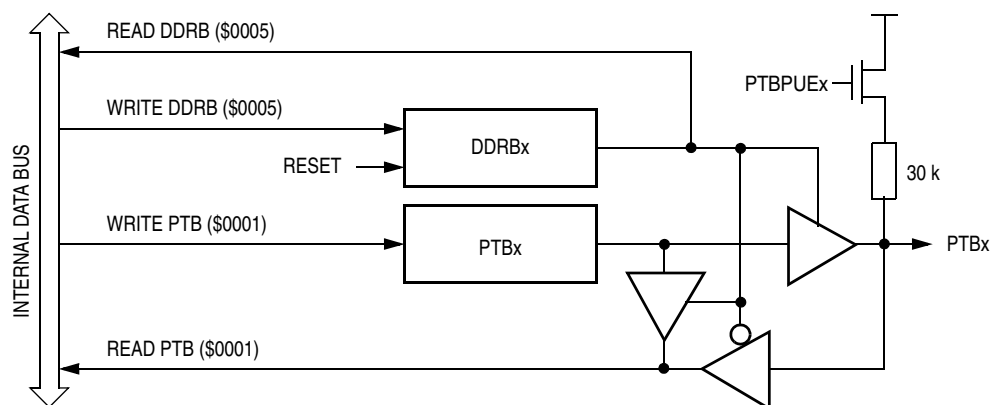 READ DDRB ($0005)
PTBPUEx
WRITE DDRB ($0005)
DDRBx
RESET
30 k
INTERNAL DATA BUS
WRITE PTB ($0001)
PTBx
PTBx
READ PTB ($0001)